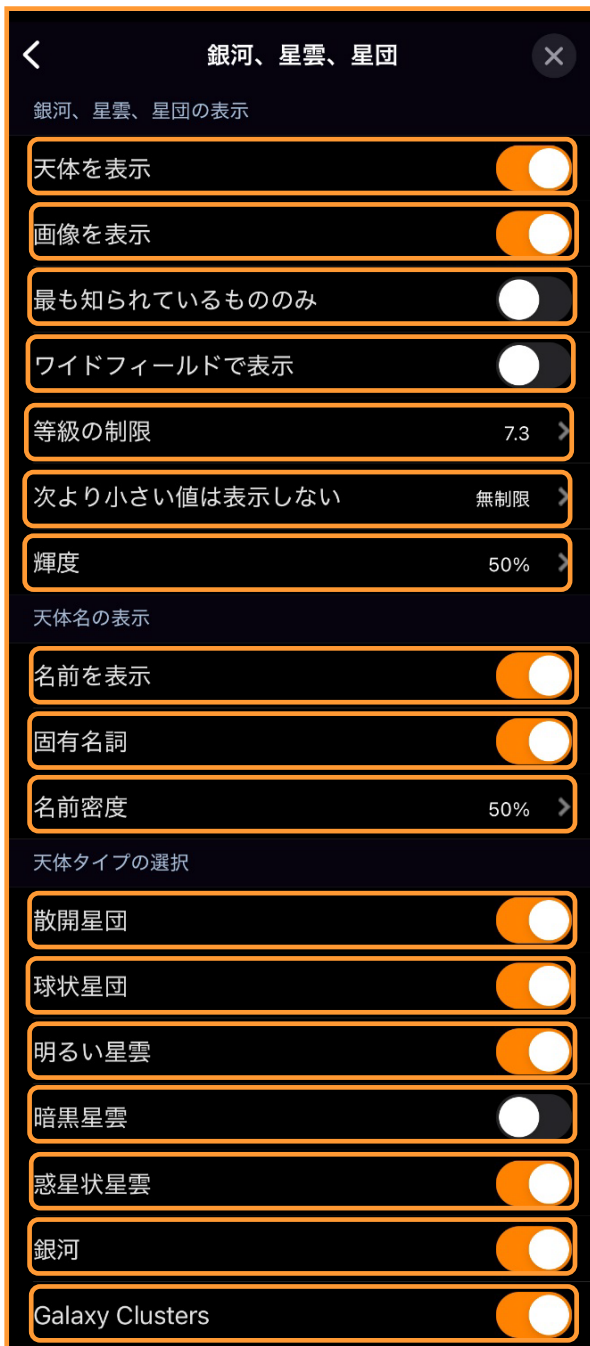 銀河、星雲、星団
銀河、星雲、星団の表示
天体を表示
画像を表示
最も知られているもののみ
ワイドフィールドで表示
等級の制限 7.3
次より小さい値は表示しない 無制限
輝度 50%
天体名の表示
名前を表示
固有名詞
名前密度 50%
天体タイプの選択
散開星団
球状星団
明るい星雲
暗黒星雲
惑星状星雲
銀河
Galaxy Clusters